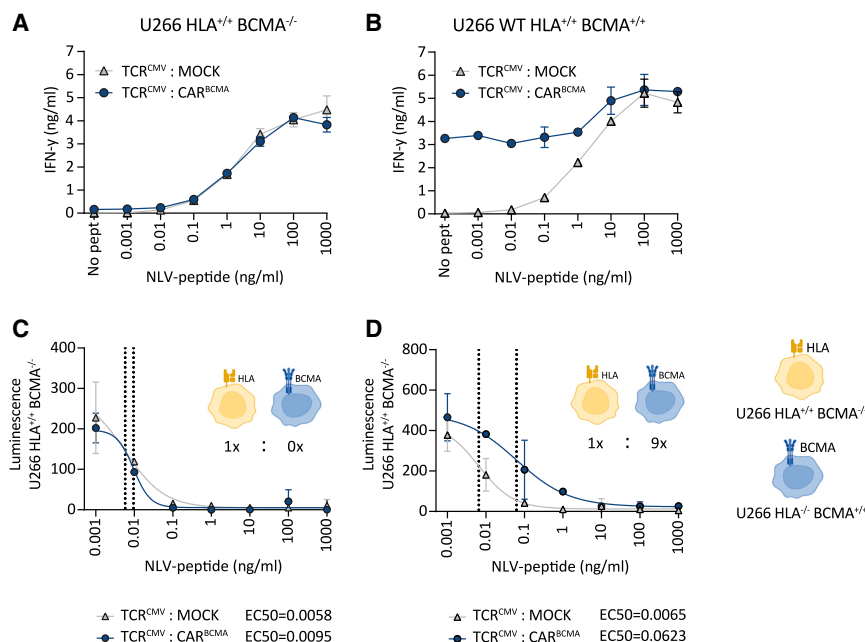 A
U266 HLA+/+ BCMA-/-
IFN-y (ng/ml)
7
6
5
4
3
2
1
0
TCRCMV : MOCK
TCRCMV : CARBCMA
No pept
0.001
0.01
0.1
1
10
100
1000
NLV-peptide (ng/ml)
B
U266 WT HLA+/+ BCMA+/+
IFN-y (ng/ml)
7
6
5
4
3
2
1
0
TCRCMV : MOCK
TCRCMV : CARBCMA
No pept
0.001
0.01
0.1
1
10
100
1000
NLV-peptide (ng/ml)
C
Luminescence
U266 HLA+/+ BCMA-/-
400
300
200
100
0
HLA
BCMA
1x : 0x
0.001
0.01
0.1
1
10
100
1000
NLV-peptide (ng/ml)
TCRCMV : MOCK EC50=0.0058
TCRCMV : CARBCMA EC50=0.0095
D
Luminescence
U266 HLA+/+ BCMA-/-
800
600
400
200
0
HLA
BCMA
1x : 9x
0.001
0.01
0.1
1
10
100
1000
NLV-peptide (ng/ml)
TCRCMV : MOCK EC50=0.0065
TCRCMV : CARBCMA EC50=0.0623
HLA
U266 HLA+/+ BCMA-/-
BCMA
U266 HLA-/- BCMA+/+